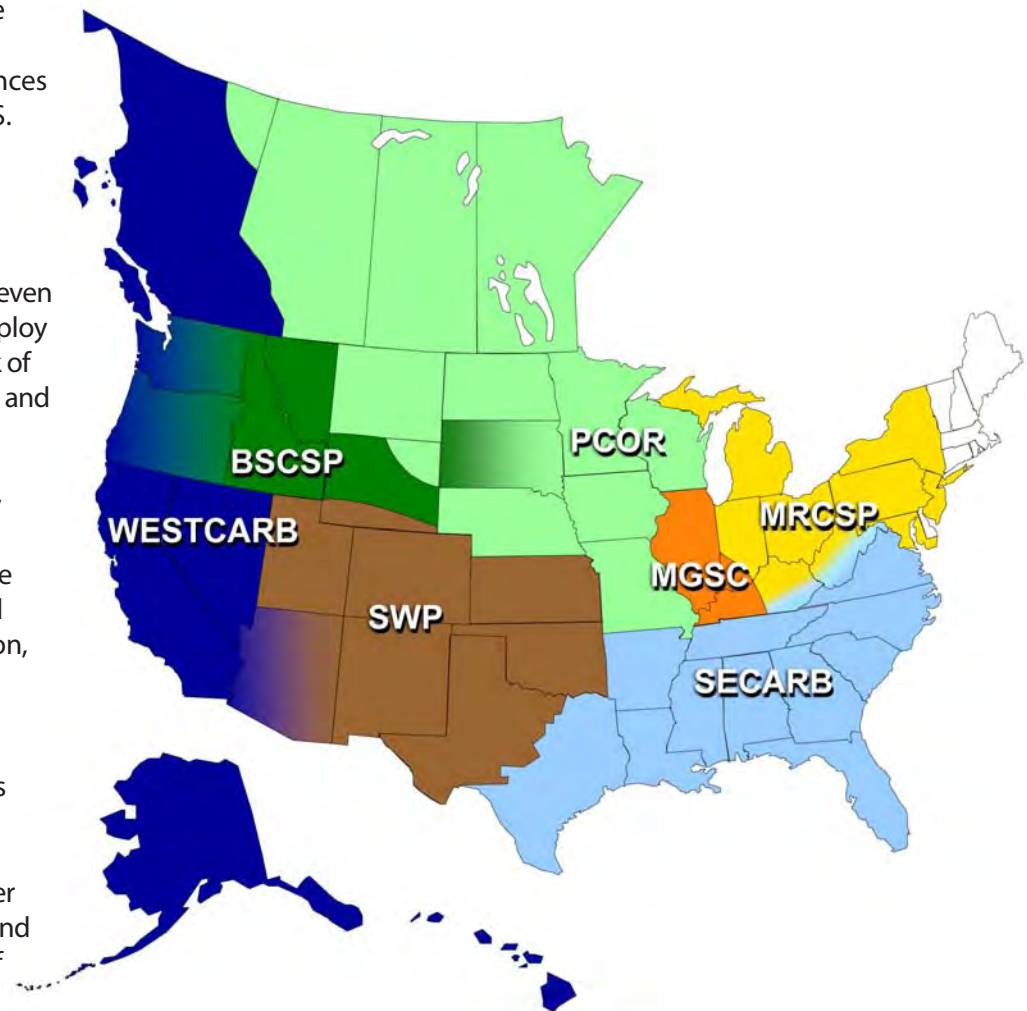 e
nces
S.
even
ploy
of
and
e
on,
s
er
nd
f
PCOR
BSCSP
MRCSP
WESTCARB
MGSC
SWP
SECARB